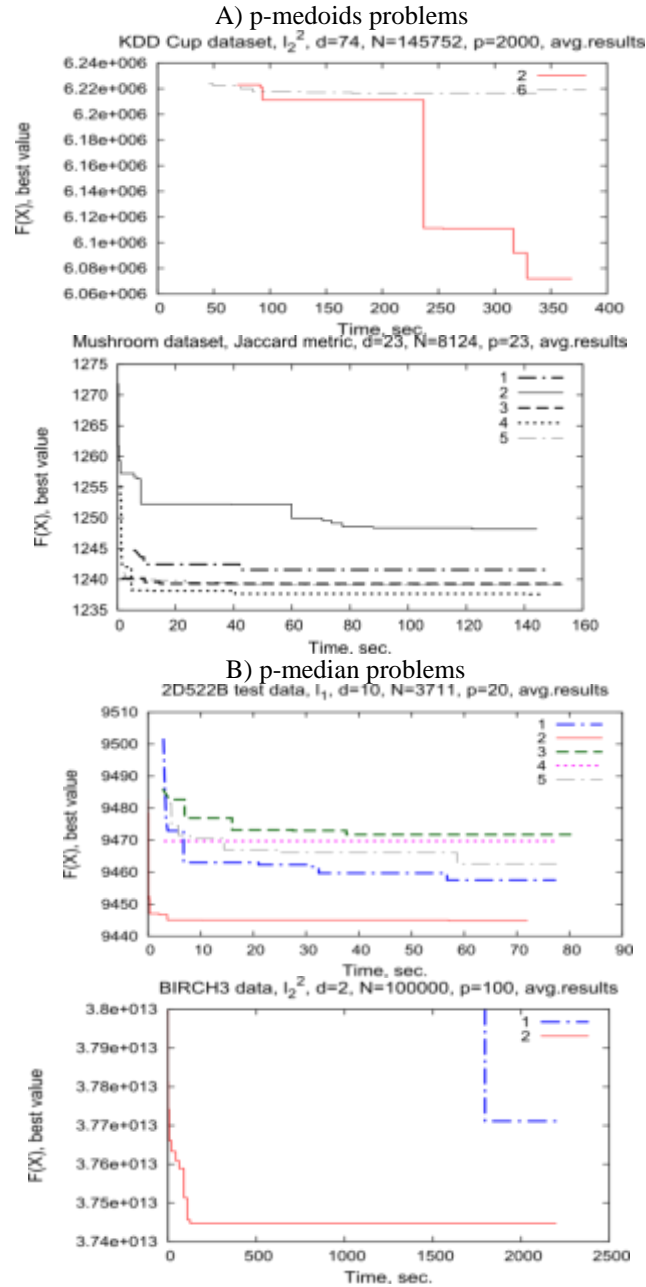 A) p-medoids problems
KDD Cup dataset, l₂², d=74, N=145752, p=2000, avg.results
6.24e+006
6.22e+006
6.2e+006
6.18e+006
6.16e+006
6.14e+006
6.12e+006
6.1e+006
6.08e+006
6.06e+006
F(X), best value
2
6
0 50 100 150 200 250 300 350 400
Time, sec.
Mushroom dataset, Jaccard metric, d=23, N=8124, p=23, avg.results
1275
1270
1265
1260
1255
1250
1245
1240
1235
F(X), best value
1
2
3
4
5
0 20 40 60 80 100 120 140 160
Time, sec.
B) p-median problems
2D522B test data, l₁, d=10, N=3711, p=20, avg.results
9510
9500
9490
9480
9470
9460
9450
9440
F(X), best value
1
2
3
4
5
0 10 20 30 40 50 60 70 80 90
Time, sec.
BIRCH3 data, l₂², d=2, N=100000, p=100, avg.results
3.8e+013
3.79e+013
3.78e+013
3.77e+013
3.76e+013
3.75e+013
3.74e+013
F(X), best value
1
2
0 500 1000 1500 2000 2500
Time, sec.